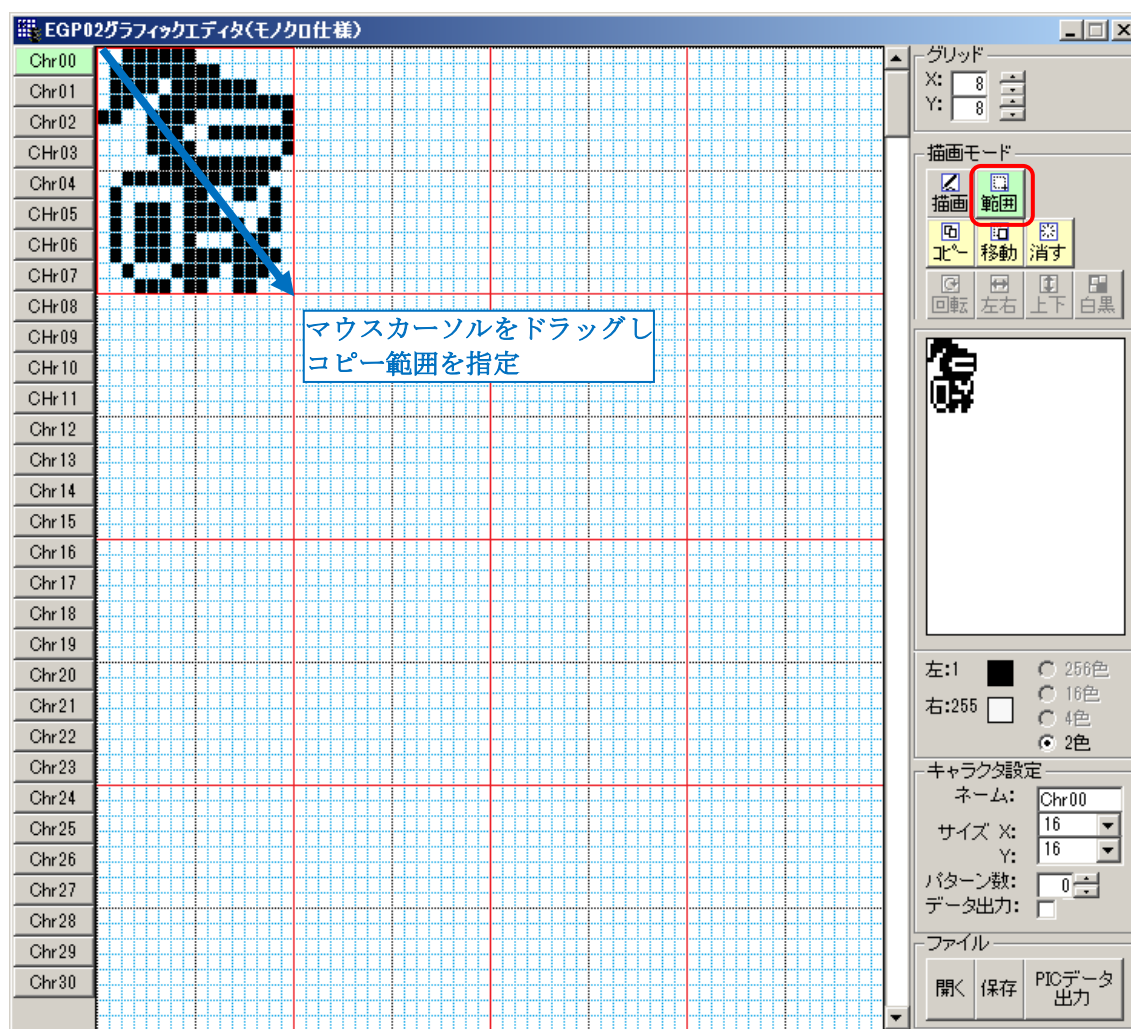 EGP02グラフィックエディタ(モノクロ仕様)
Chr00
Chr01
Chr02
CHr03
Chr04
CHr05
CHr06
CHr07
CHr08
CHr09
CHr10
CHr11
Chr12
Chr13
Chr14
Chr15
Chr16
Chr17
Chr18
Chr19
Chr20
Chr21
Chr22
Chr23
Chr24
Chr25
Chr26
Chr27
Chr28
Chr29
Chr30
マウスカーソルをドラッグし
コピー範囲を指定
グリッド
X: 8
Y: 8
描画モード
描画 範囲
コピー 移動 消す
回転 左右 上下 白黒
左:1
右:255
256色
16色
4色
2色
キャラクタ設定
ネーム: Chr00
サイズ X: 16
Y: 16
パターン数: 0
データ出力:
ファイル
開く 保存 PICデータ
出力